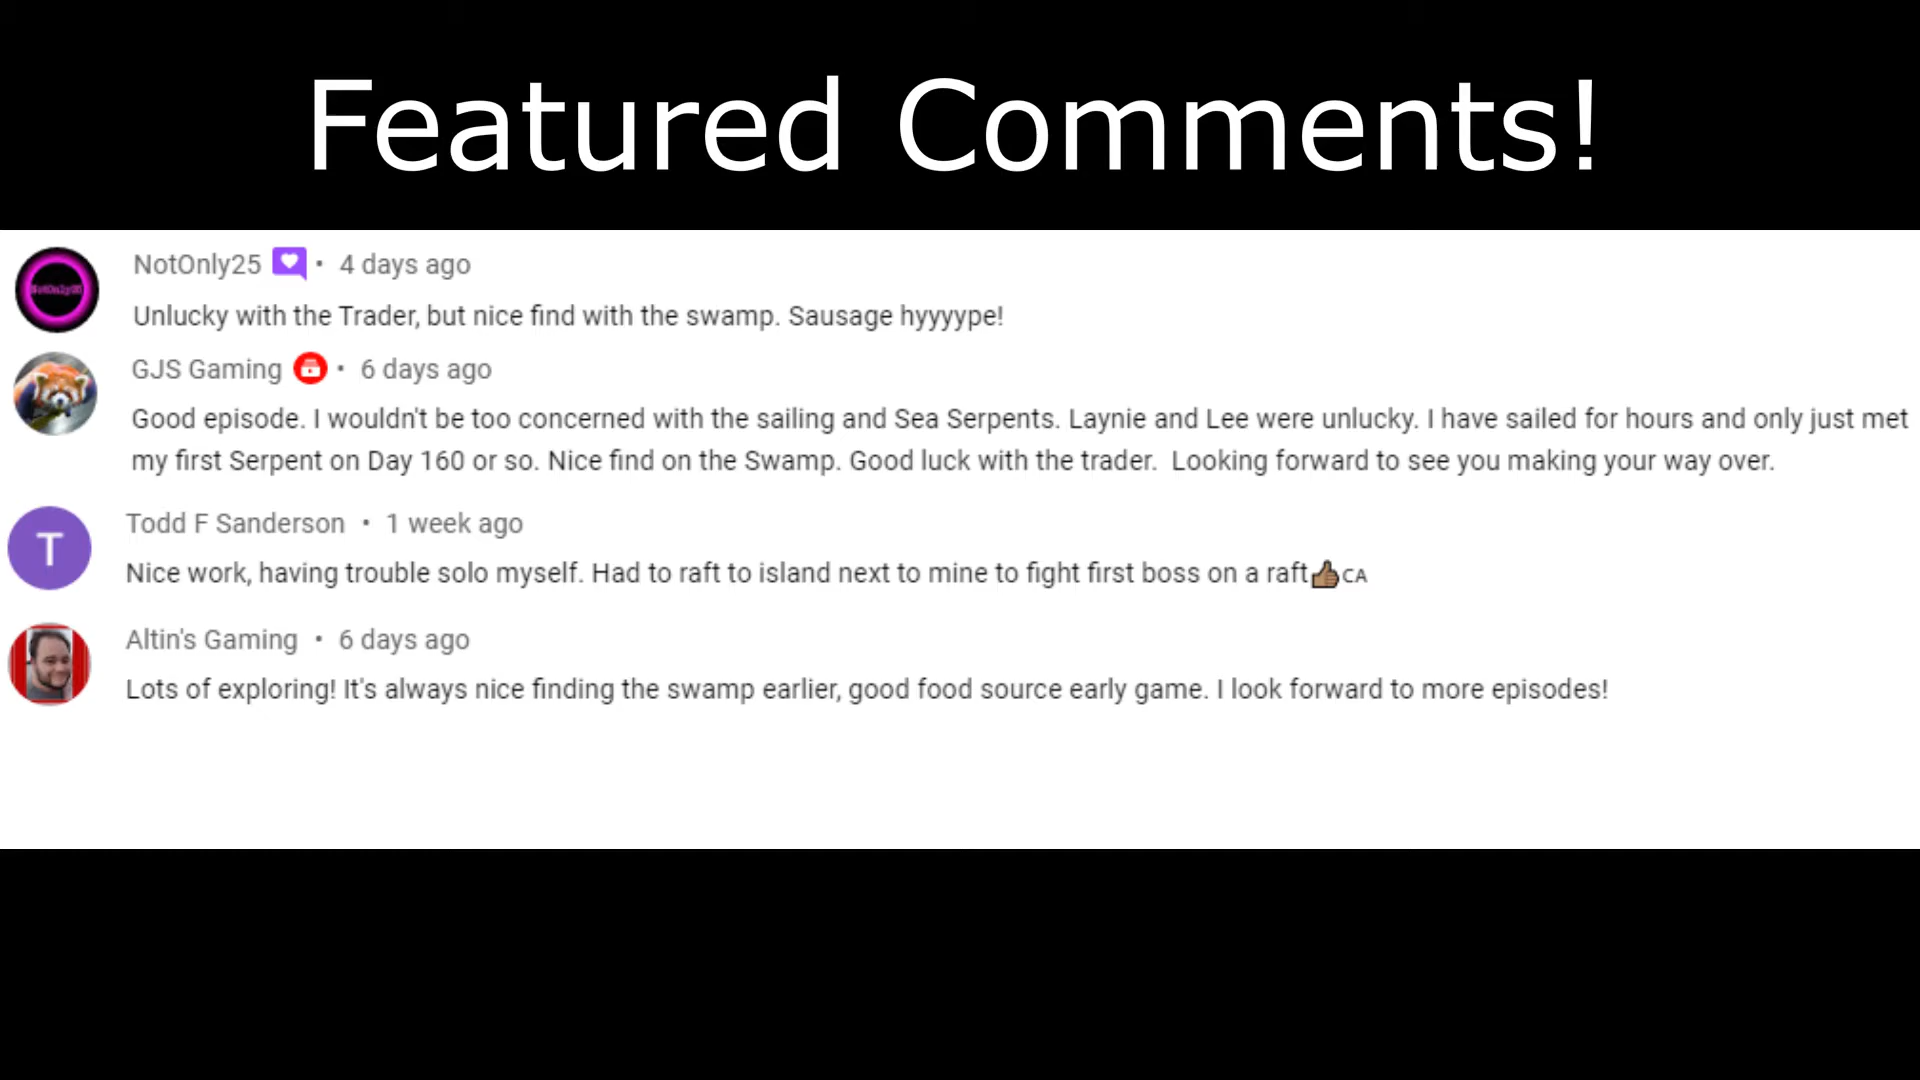 Featured Comments!
NotOnly25 • 4 days ago
Unlucky with the Trader, but nice find with the swamp. Sausage hyyyype!
GJS Gaming • 6 days ago
Good episode. I wouldn't be too concerned with the sailing and Sea Serpents. Laynie and Lee were unlucky. I have sailed for hours and only just met
my first Serpent on Day 160 or so. Nice find on the Swamp. Good luck with the trader.  Looking forward to see you making your way over.
T
Todd F Sanderson • 1 week ago
Nice work, having trouble solo myself. Had to raft to island next to mine to fight first boss on a raft👍🏽CA
Altin's Gaming • 6 days ago
Lots of exploring! It's always nice finding the swamp earlier, good food source early game. I look forward to more episodes!